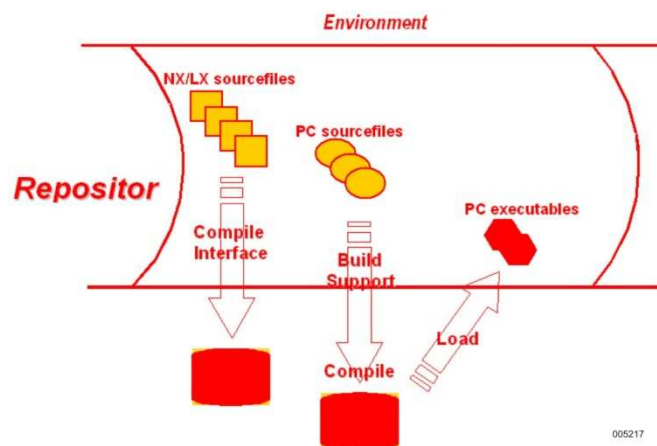 Environment
NX/LX sourcefiles
PC sourcefiles
Repositor
PC executables
Compile
Interface
Build
Support
Load
Compile
005217